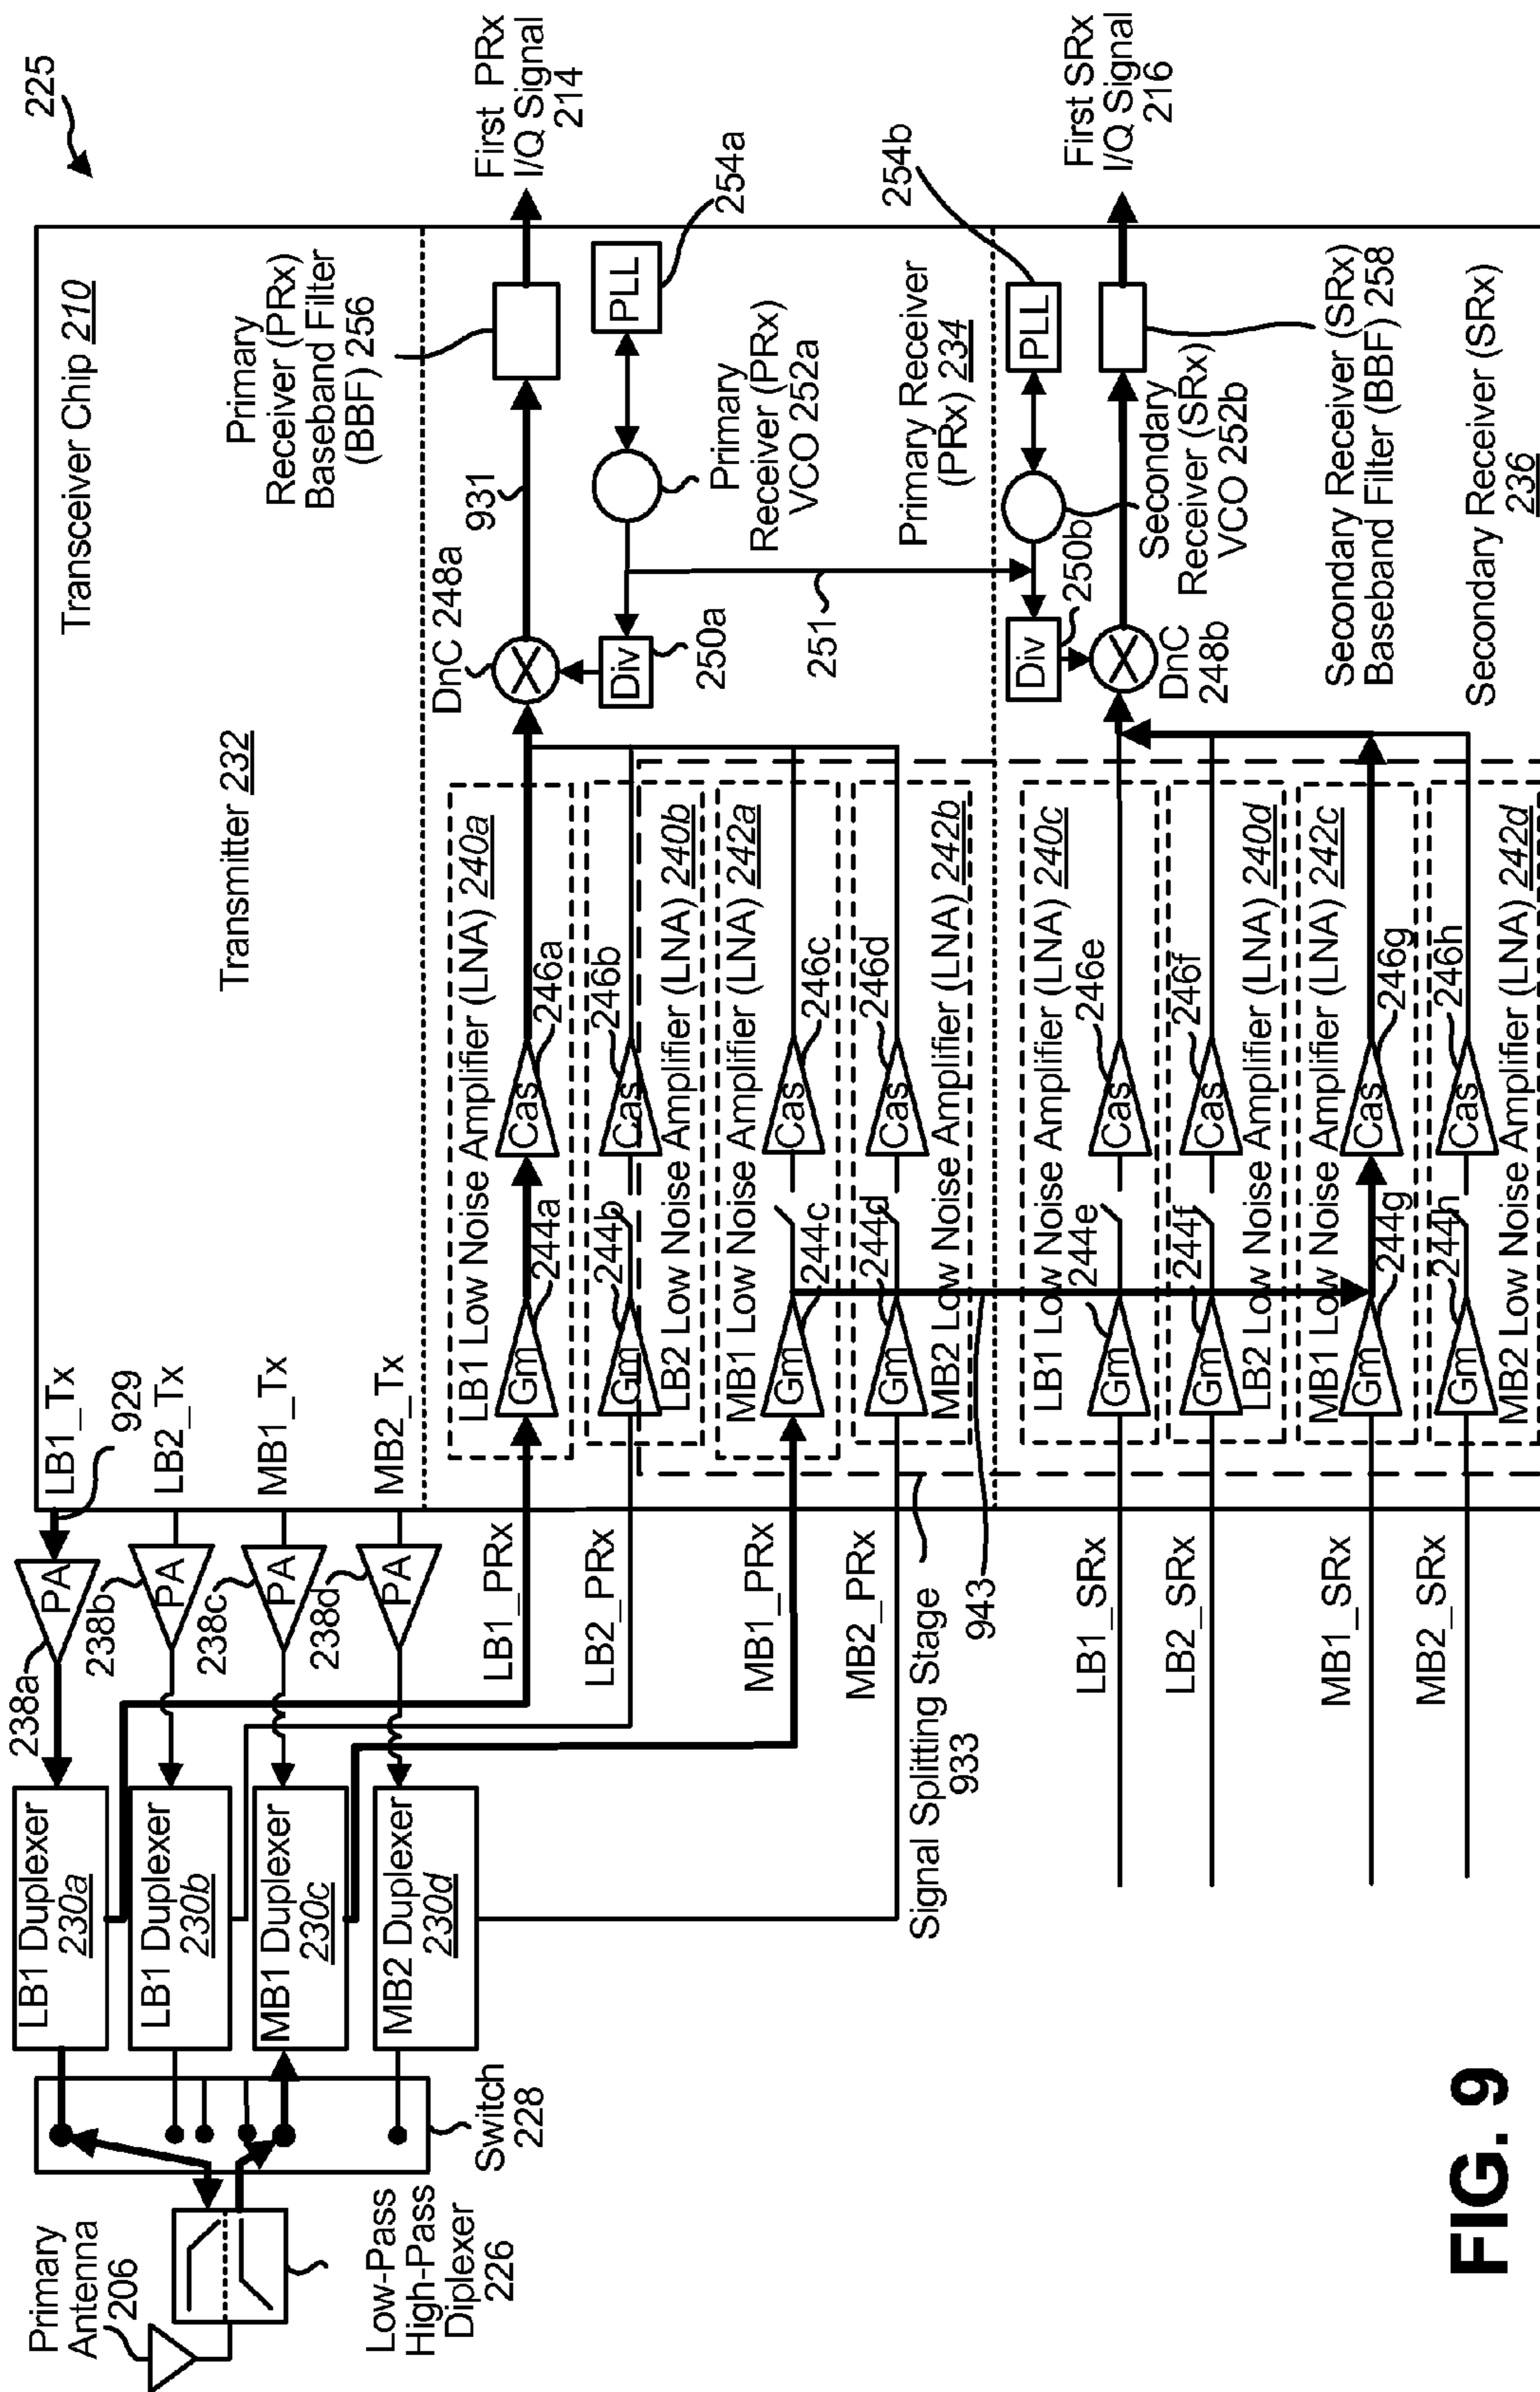 225
Transceiver Chip 210
Transmitter 232
Primary
Receiver (PRx)
Baseband Filter
(BBF) 256
First PRx
I/Q Signal
214
Primary
Antenna
206
Low-Pass
High-Pass
Diplexer
226
Switch
228
LB1 Duplexer
230a
LB1 Duplexer
230b
MB1 Duplexer
230c
MB2 Duplexer
230d
238a
PA
238b
PA
238c
PA
238d
PA
LB1_Tx
929
LB2_Tx
MB1_Tx
MB2_Tx
LB1_PRx
LB2_PRx
MB1_PRx
MB2_PRx
Signal Splitting Stage
933
943
LB1_SRx
LB2_SRx
MB1_SRx
MB2_SRx
LB1 Low Noise Amplifier (LNA) 240a
Gm
244a
Cas
246a
Gm
244b
Cas
246b
LB2 Low Noise Amplifier (LNA) 240b
MB1 Low Noise Amplifier (LNA) 242a
Gm
244c
Cas
246c
Gm
244d
Cas
246d
MB2 Low Noise Amplifier (LNA) 242b
LB1 Low Noise Amplifier (LNA) 240c
Gm
244e
Cas
246e
Gm
244f
Cas
246f
LB2 Low Noise Amplifier (LNA) 240d
MB1 Low Noise Amplifier (LNA) 242c
Gm
244g
Cas
246g
Gm
244h
Cas
246h
MB2 Low Noise Amplifier (LNA) 242d
DnC 248a
931
Div
250a
Primary
Receiver (PRx)
VCO 252a
PLL
254a
251
Primary Receiver
(PRx) 234
254b
PLL
Div
250b
Secondary
Receiver (SRx)
VCO 252b
DnC
248b
First SRx
I/Q Signal
216
Secondary Receiver (SRx)
Baseband Filter (BBF) 258
Secondary Receiver (SRx)
236
FIG. 9